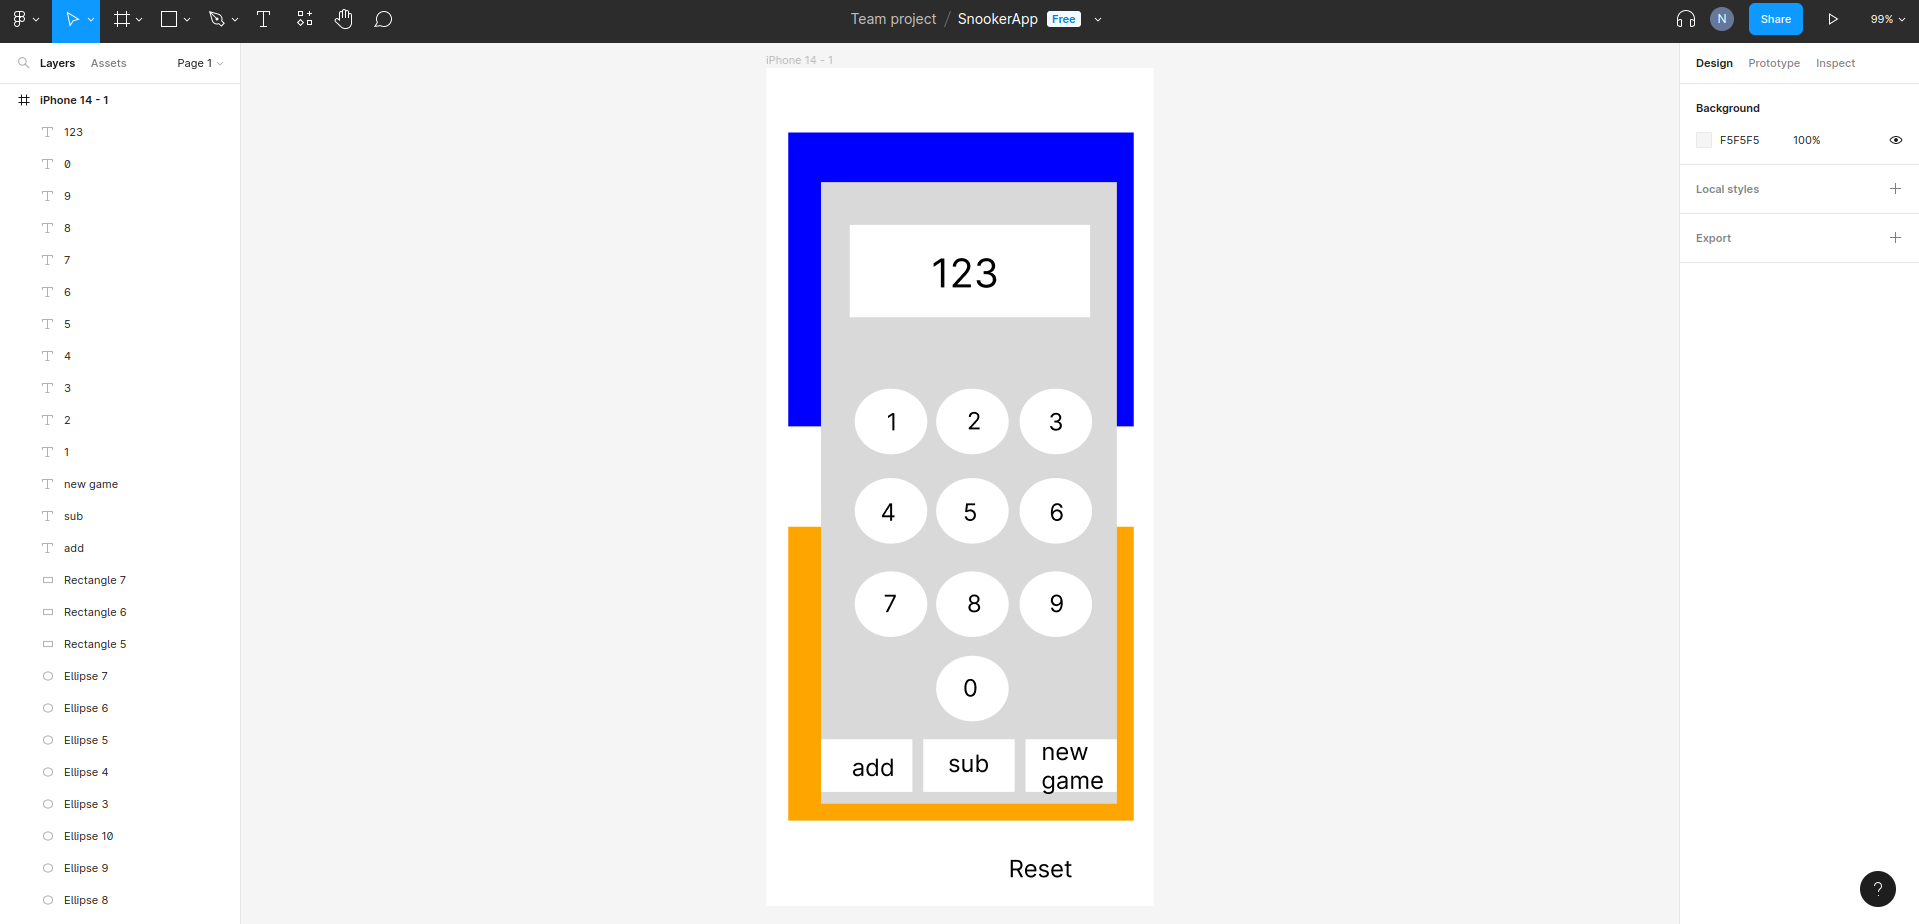 Team project / SnookerApp Free
N
Share
99%
Layers
Assets
Page 1
iPhone 14 - 1
123
0
9
8
7
6
5
4
3
2
1
new game
sub
add
Rectangle 7
Rectangle 6
Rectangle 5
Ellipse 7
Ellipse 6
Ellipse 5
Ellipse 4
Ellipse 3
Ellipse 10
Ellipse 9
Ellipse 8
iPhone 14 - 1
123
1 2 3
4 5 6
7 8 9
0
add
sub
new
game
Reset
Design
Prototype
Inspect
Background
F5F5F5 100%
Local styles
Export
?